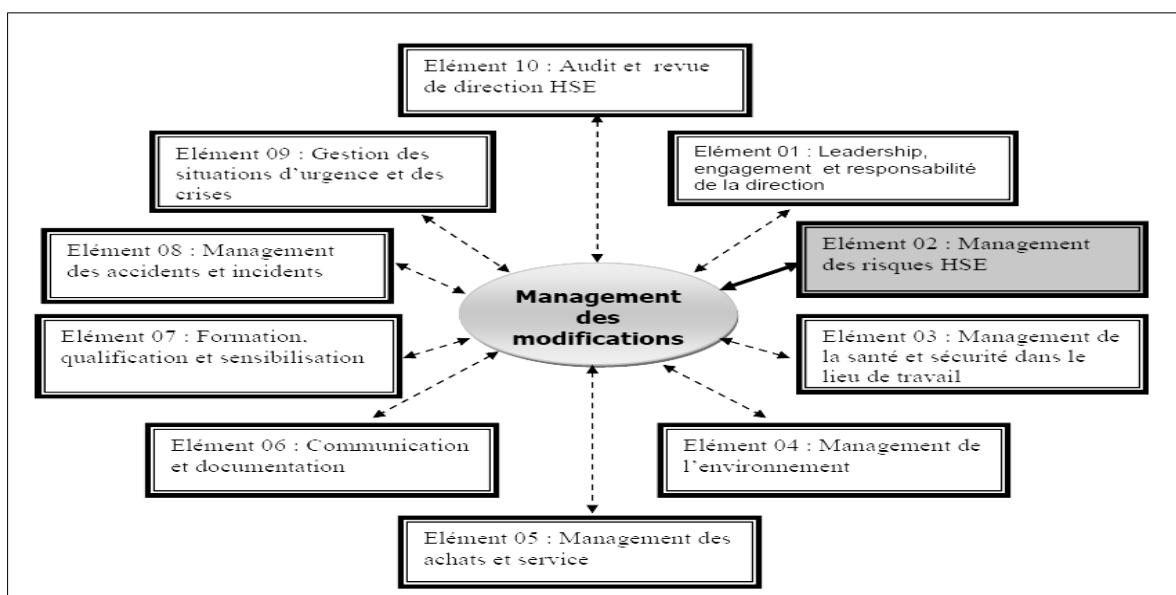 Elément 10 : Audit et revue
de direction HSE
Elément 09 : Gestion des
situations d'urgence et des
crises
Elément 01 : Leadership,
engagement et responsabilité
de la direction
Elément 08 : Management
des accidents et incidents
Elément 02 : Management
des risques HSE
Management
des
modifications
Elément 07 : Formation.
qualification et sensibilisation
Elément 03 : Management de
la santé et sécurité dans le
lieu de travail
Elément 06 : Communication
et documentation
Elément 04 : Management de
l'environnement
Elément 05 : Management des
achats et service